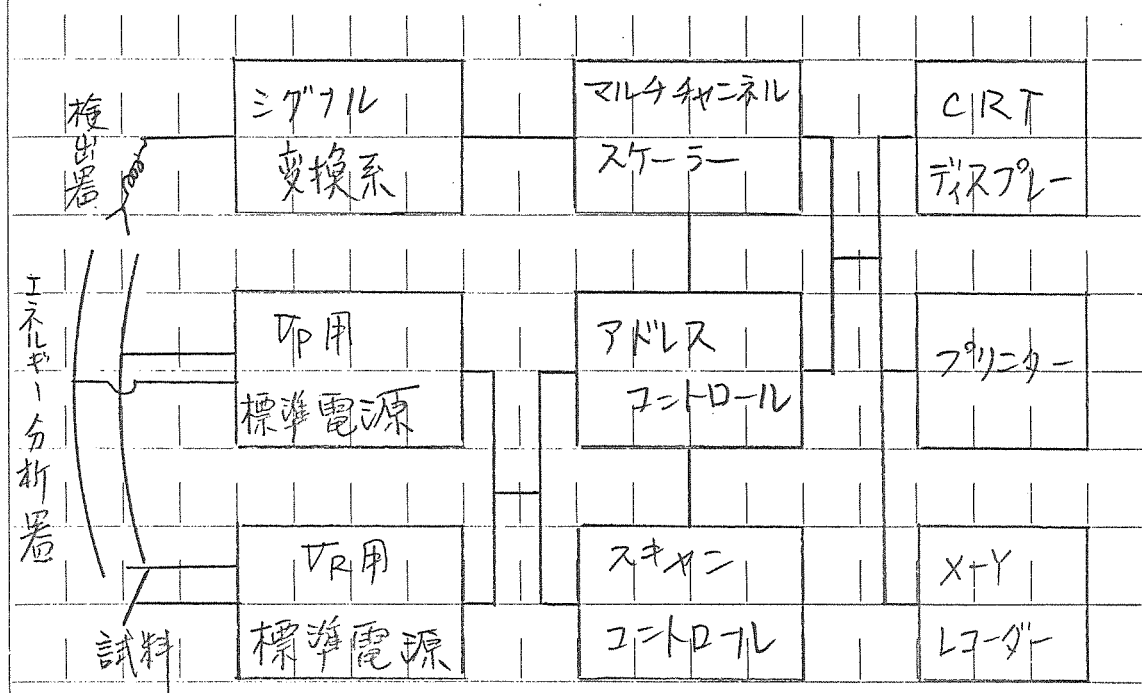 検出器
シグナル
変換系
マルチチャンネル
スケーラー
CRT
ディスプレー
エネルギー分析器
VP用
標準電源
アドレス
コントロール
プリンター
試料
VR用
標準電源
スキャン
コントロール
X-Y
レコーダー